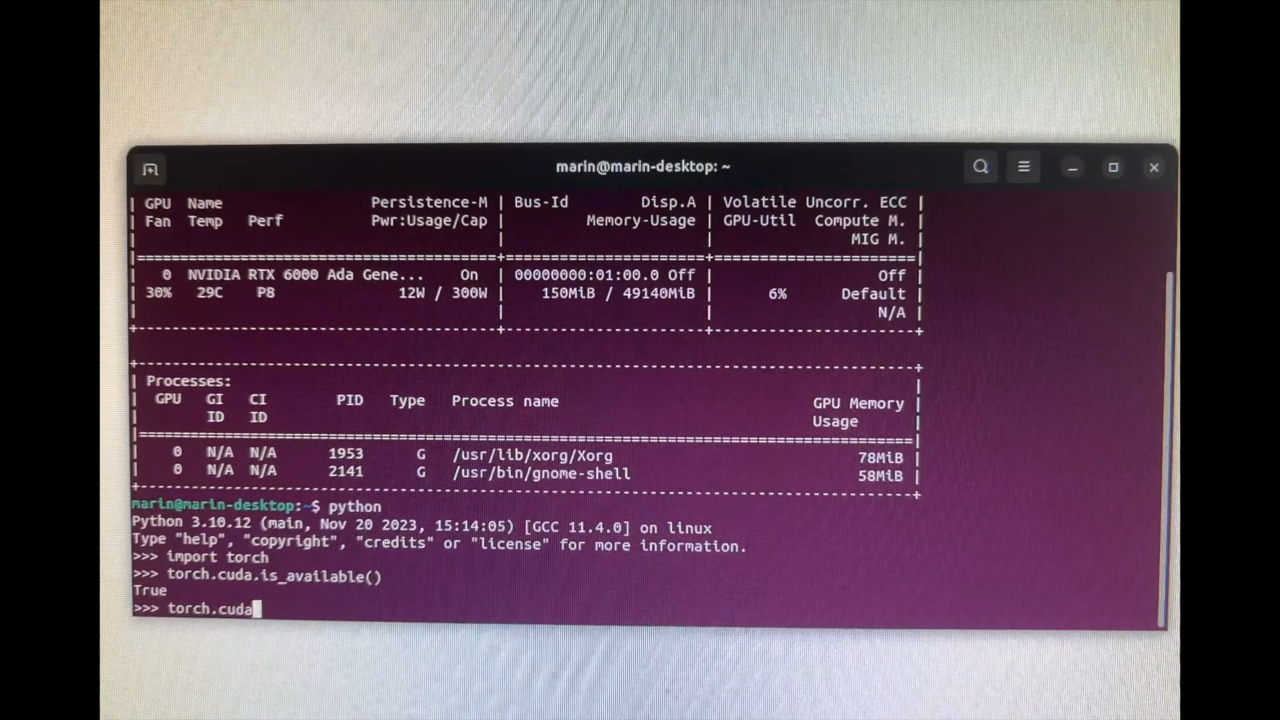 marin@marin-desktop: ~
| GPU  Name                 Persistence-M | Bus-Id        Disp.A | Volatile Uncorr. ECC |
| Fan  Temp  Perf           Pwr:Usage/Cap |         Memory-Usage | GPU-Util  Compute M. |
|                                         |                      |               MIG M. |
|=========================================+======================+======================|
|   0  NVIDIA RTX 6000 Ada Gene...    On  | 00000000:01:00.0 Off |                  Off |
| 30%   29C    P8              12W / 300W |    150MiB / 49140MiB |      6%      Default |
|                                         |                      |                  N/A |
+-----------------------------------------+----------------------+----------------------+
+---------------------------------------------------------------------------------------+
| Processes:                                                                            |
|  GPU   GI   CI        PID   Type   Process name                            GPU Memory |
|        ID   ID                                                             Usage      |
|=======================================================================================|
|    0   N/A  N/A      1953      G   /usr/lib/xorg/Xorg                           78MiB |
|    0   N/A  N/A      2141      G   /usr/bin/gnome-shell                         58MiB |
+---------------------------------------------------------------------------------------+
marin@marin-desktop:~$ python
Python 3.10.12 (main, Nov 20 2023, 15:14:05) [GCC 11.4.0] on linux
Type "help", "copyright", "credits" or "license" for more information.
>>> import torch
>>> torch.cuda.is_available()
True
>>> torch.cuda